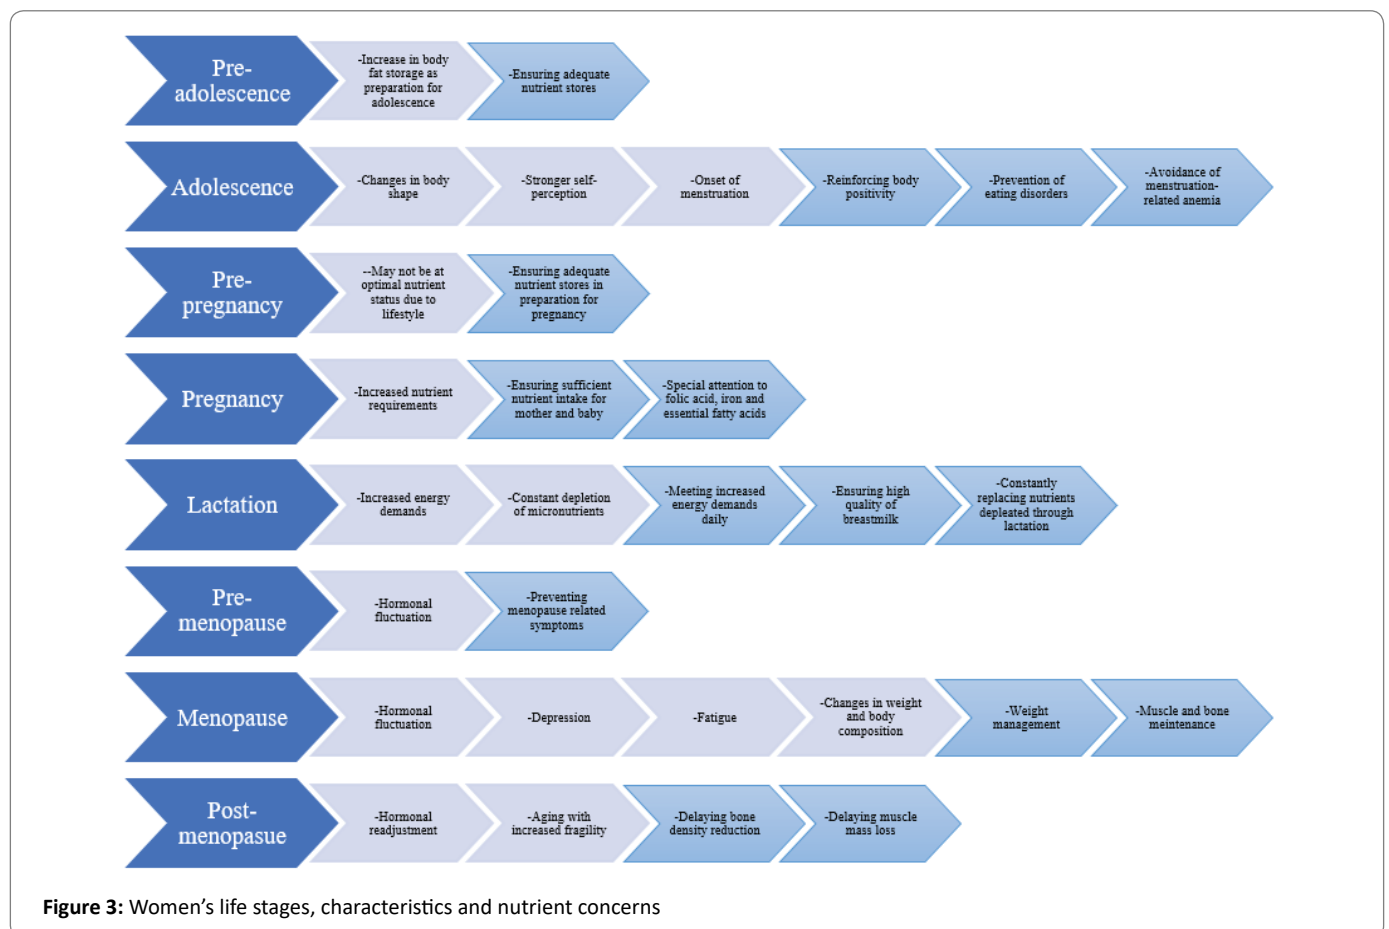 Pre-
adolescence
-Increase in body
fat storage as
preparation for
adolescence
-Ensuring adequate
nutrient stores
Adolescence
-Changes in body
shape
-Stronger self-
perception
-Onset of
menstruation
-Reinforcing body
positivity
-Prevention of
eating disorders
-Avoidance of
menstruation-
related anemia
Pre-
pregnancy
--May not be at
optimal nutrient
status due to
lifestyle
-Ensuring adequate
nutrient stores in
preparation for
pregnancy
Pregnancy
-Increased nutrient
requirements
-Ensuring sufficient
nutrient intake for
mother and baby
-Special attention to
folic acid, iron and
essential fatty acids
Lactation
-Increased energy
demands
-Constant depletion
of micronutrients
-Meeting increased
energy demands
daily
-Ensuring high
quality of
breastmilk
-Constantly
replacing nutrients
depleated through
lactation
Pre-
menopause
-Hormonal
fluctuation
-Preventing
menopause related
symptoms
Menopause
-Hormonal
fluctuation
-Depression
-Fatigue
-Changes in weight
and body
composition
-Weight
management
-Muscle and bone
meintenance
Post-
menopasue
-Hormonal
readjustment
-Aging with
increased fragility
-Delaying bone
density reduction
-Delaying muscle
mass loss
Figure 3: Women’s life stages, characteristics and nutrient concerns